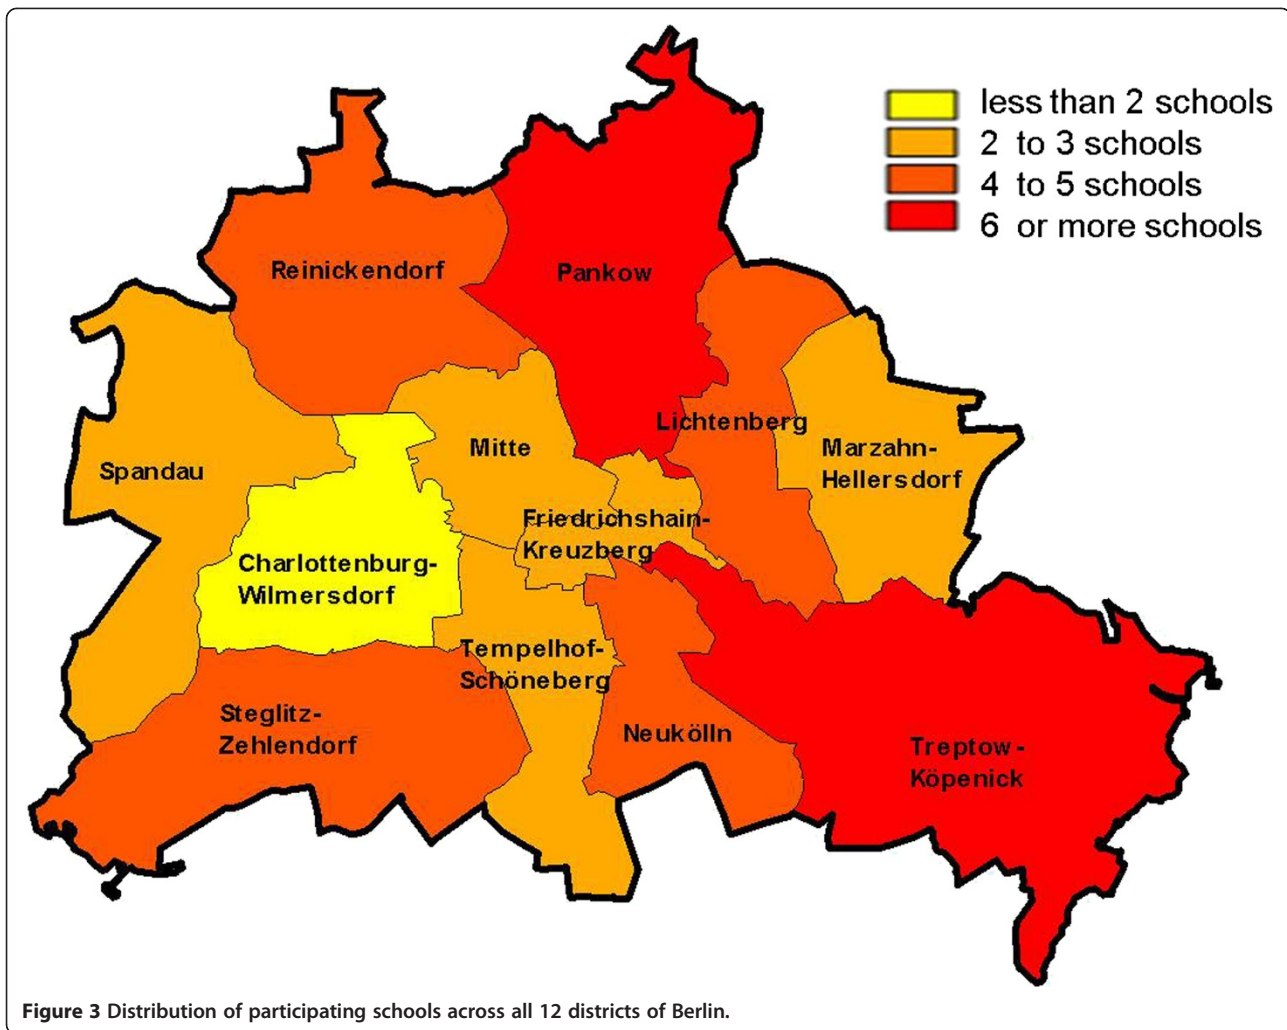 less than 2 schools
2 to 3 schools
4 to 5 schools
6 or more schools
Reinickendorf
Pankow
Lichtenberg
Mitte
Marzahn-
Hellersdorf
Spandau
Friedrichshain-
Kreuzberg
Charlottenburg-
Wilmersdorf
Tempelhof-
Schöneberg
Steglitz-
Zehlendorf
Neukölln
Treptow-
Köpenick
Figure 3 Distribution of participating schools across all 12 districts of Berlin.